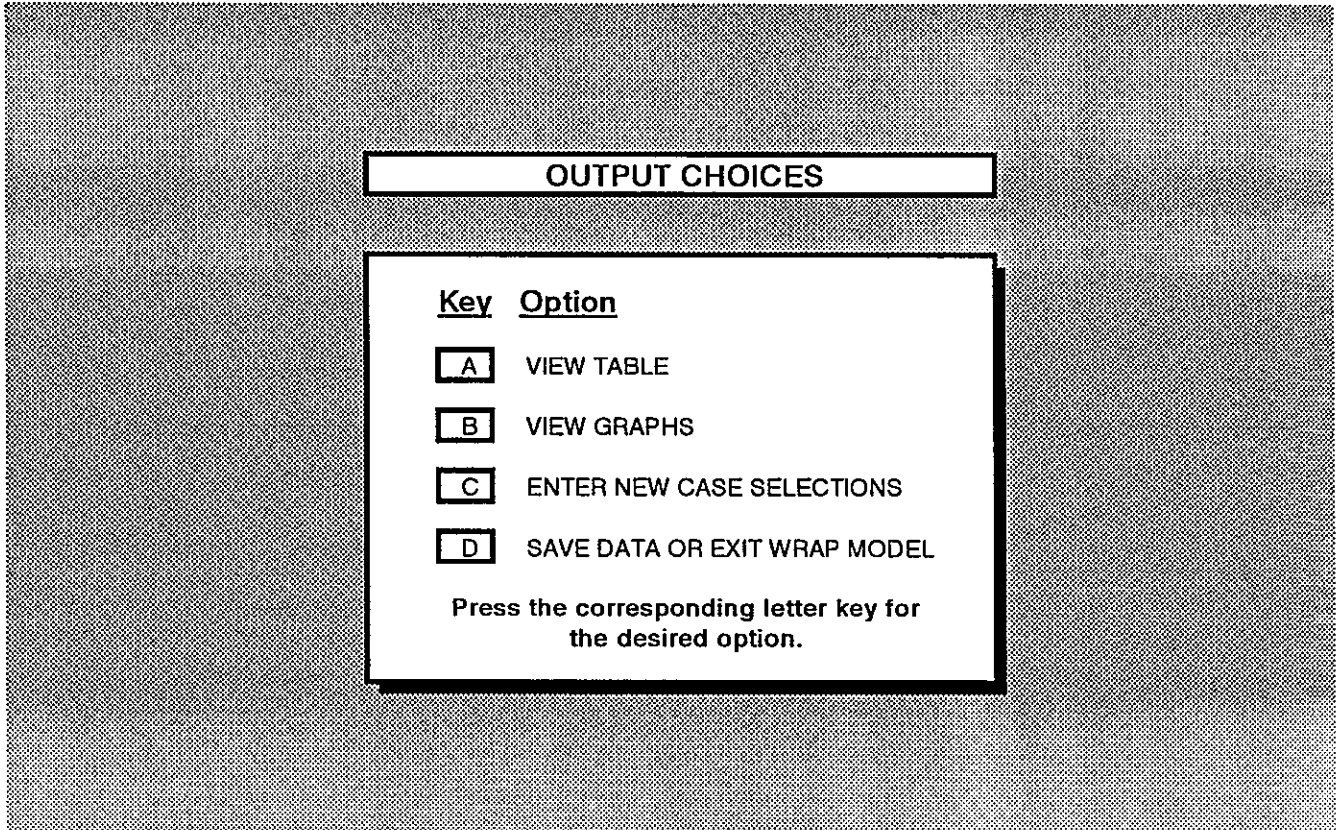 OUTPUT CHOICES
Key Option
A VIEW TABLE
B VIEW GRAPHS
C ENTER NEW CASE SELECTIONS
D SAVE DATA OR EXIT WRAP MODEL
Press the corresponding letter key for
the desired option.